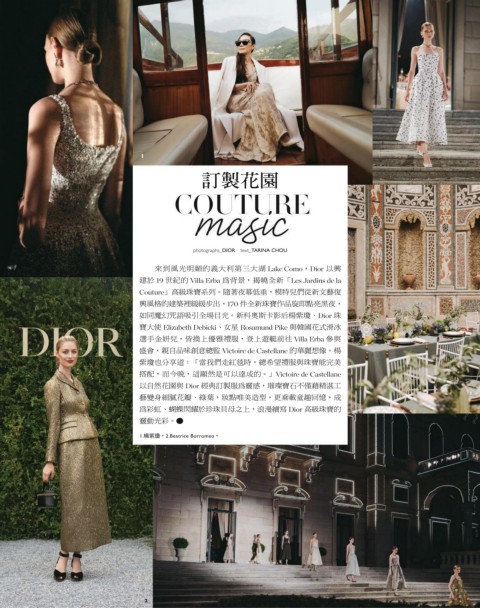 1
訂製花園
COUTURE
magic
photographs_DIOR text_TARINA CHOU
來到風光明媚的義大利第三大湖 Lake Como，Dior 以興
建於 19 世紀的 Villa Erba 為背景，揭曉全新「Les Jardins de la
Couture」高級珠寶系列。隨著夜幕低垂，模特兒們從新文藝復
興風格的建築裡緩緩步出，170 件全新珠寶作品旋即點亮黑夜，
如同魔幻咒語吸引全場目光。新科奧斯卡影后楊紫瓊、Dior 珠
寶大使 Elizabeth Debicki、女星 Rosamund Pike 與韓國花式滑冰
選手金妍兒，皆換上優雅禮服，登上遊艇前往 Villa Erba 參與
盛會，親自品味創意總監 Victoire de Castellane 的華麗想像。楊
紫瓊也分享道：「當我們走紅毯時，總希望禮服與珠寶能完美
搭配，而今晚，這顯然是可以達成的。」Victoire de Castellane
以自然花園與 Dior 經典訂製服為靈感，璀璨寶石不僅藉精湛工
藝變身細膩花瓣、綠葉，妝點唯美造型，更乘載童趣回憶，成
為彩虹、蝴蝶閃耀於珍珠貝母之上，浪漫續寫 Dior 高級珠寶的
靈動光彩。●
1.楊紫瓊。2.Beatrice Borromeo。
DIOR
2